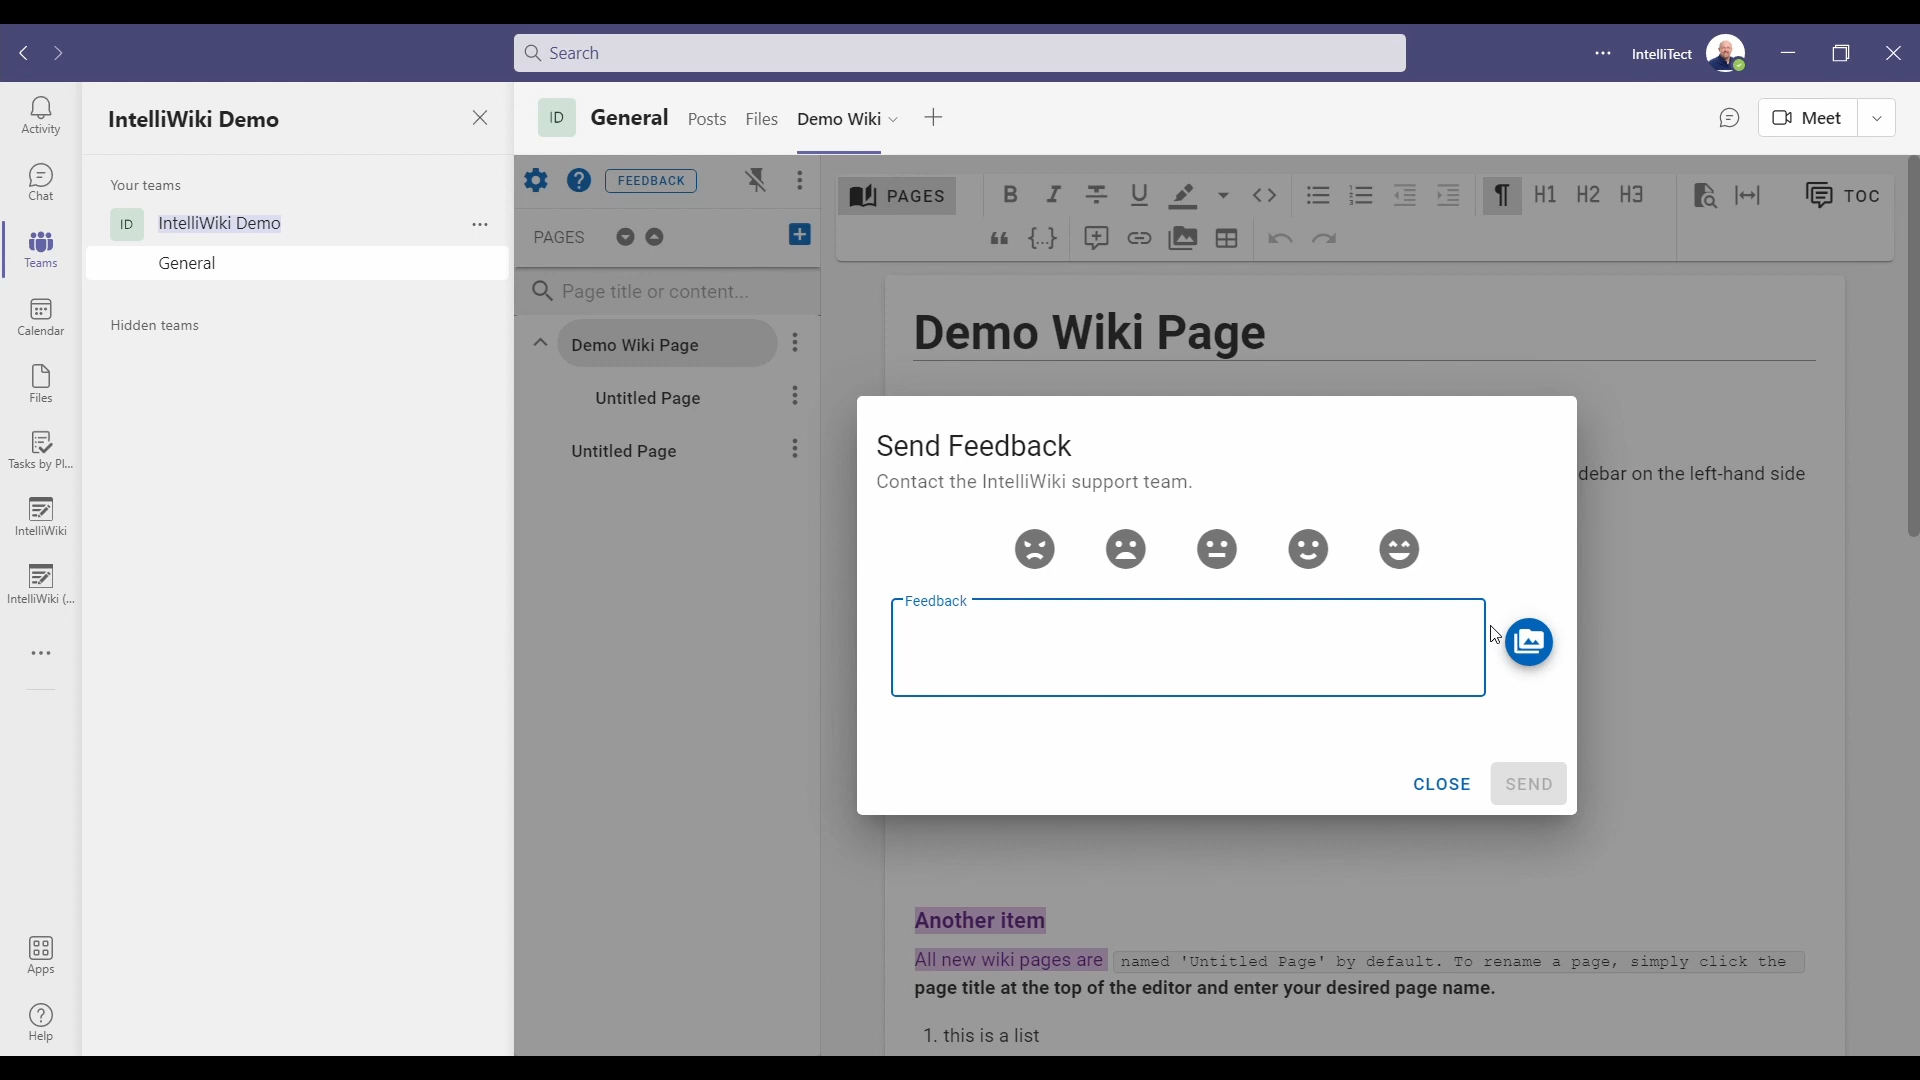 Search
IntelliTect
Activity
Chat
Teams
Calendar
Files
Tasks by Pl...
IntelliWiki
IntelliWiki (...
Apps
Help
IntelliWiki Demo
Your teams
ID IntelliWiki Demo
General
Hidden teams
ID General Posts Files Demo Wiki
Meet
FEEDBACK
PAGES
Page title or content...
Demo Wiki Page
Untitled Page
Untitled Page
PAGES B I S U H1 H2 H3 TOC
Demo Wiki Page
debar on the left-hand side
Send Feedback
Contact the IntelliWiki support team.
Feedback
CLOSE SEND
Another item
All new wiki pages are named 'Untitled Page' by default. To rename a page, simply click the
page title at the top of the editor and enter your desired page name.
1. this is a list